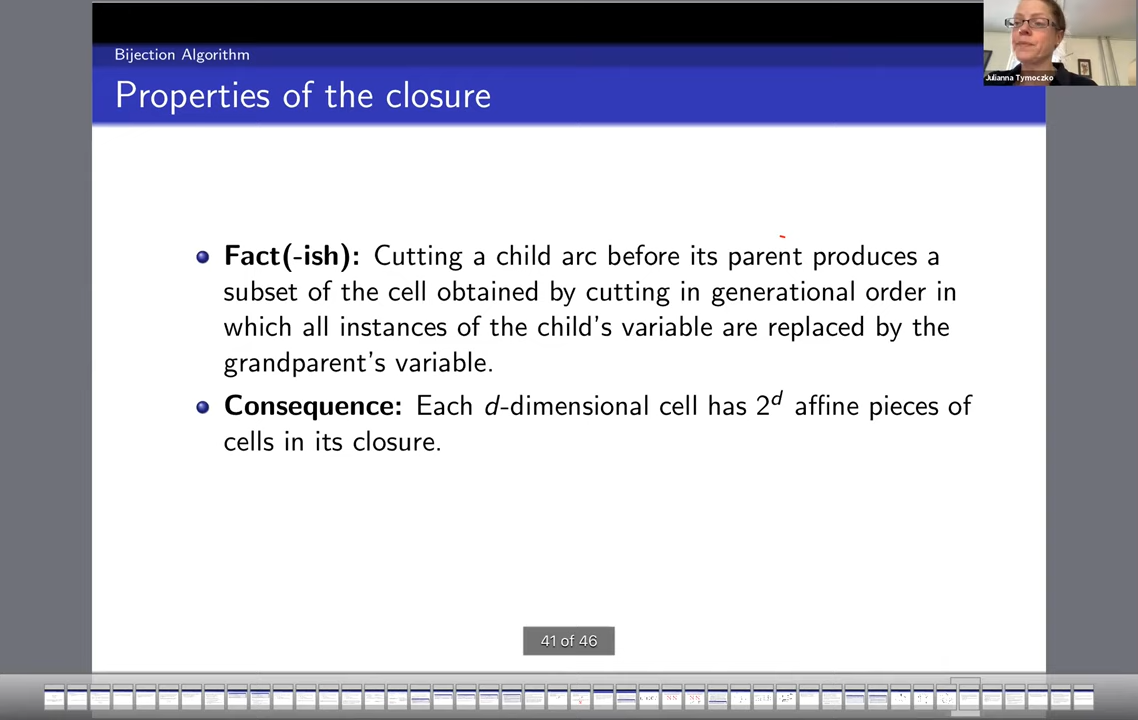 Bijection Algorithm
Properties of the closure
Julianna Tymoczko
Fact(-ish): Cutting a child arc before its parent produces a
subset of the cell obtained by cutting in generational order in
which all instances of the child's variable are replaced by the
grandparent's variable.
Consequence: Each d-dimensional cell has 2^d affine pieces of
cells in its closure.
41 of 46